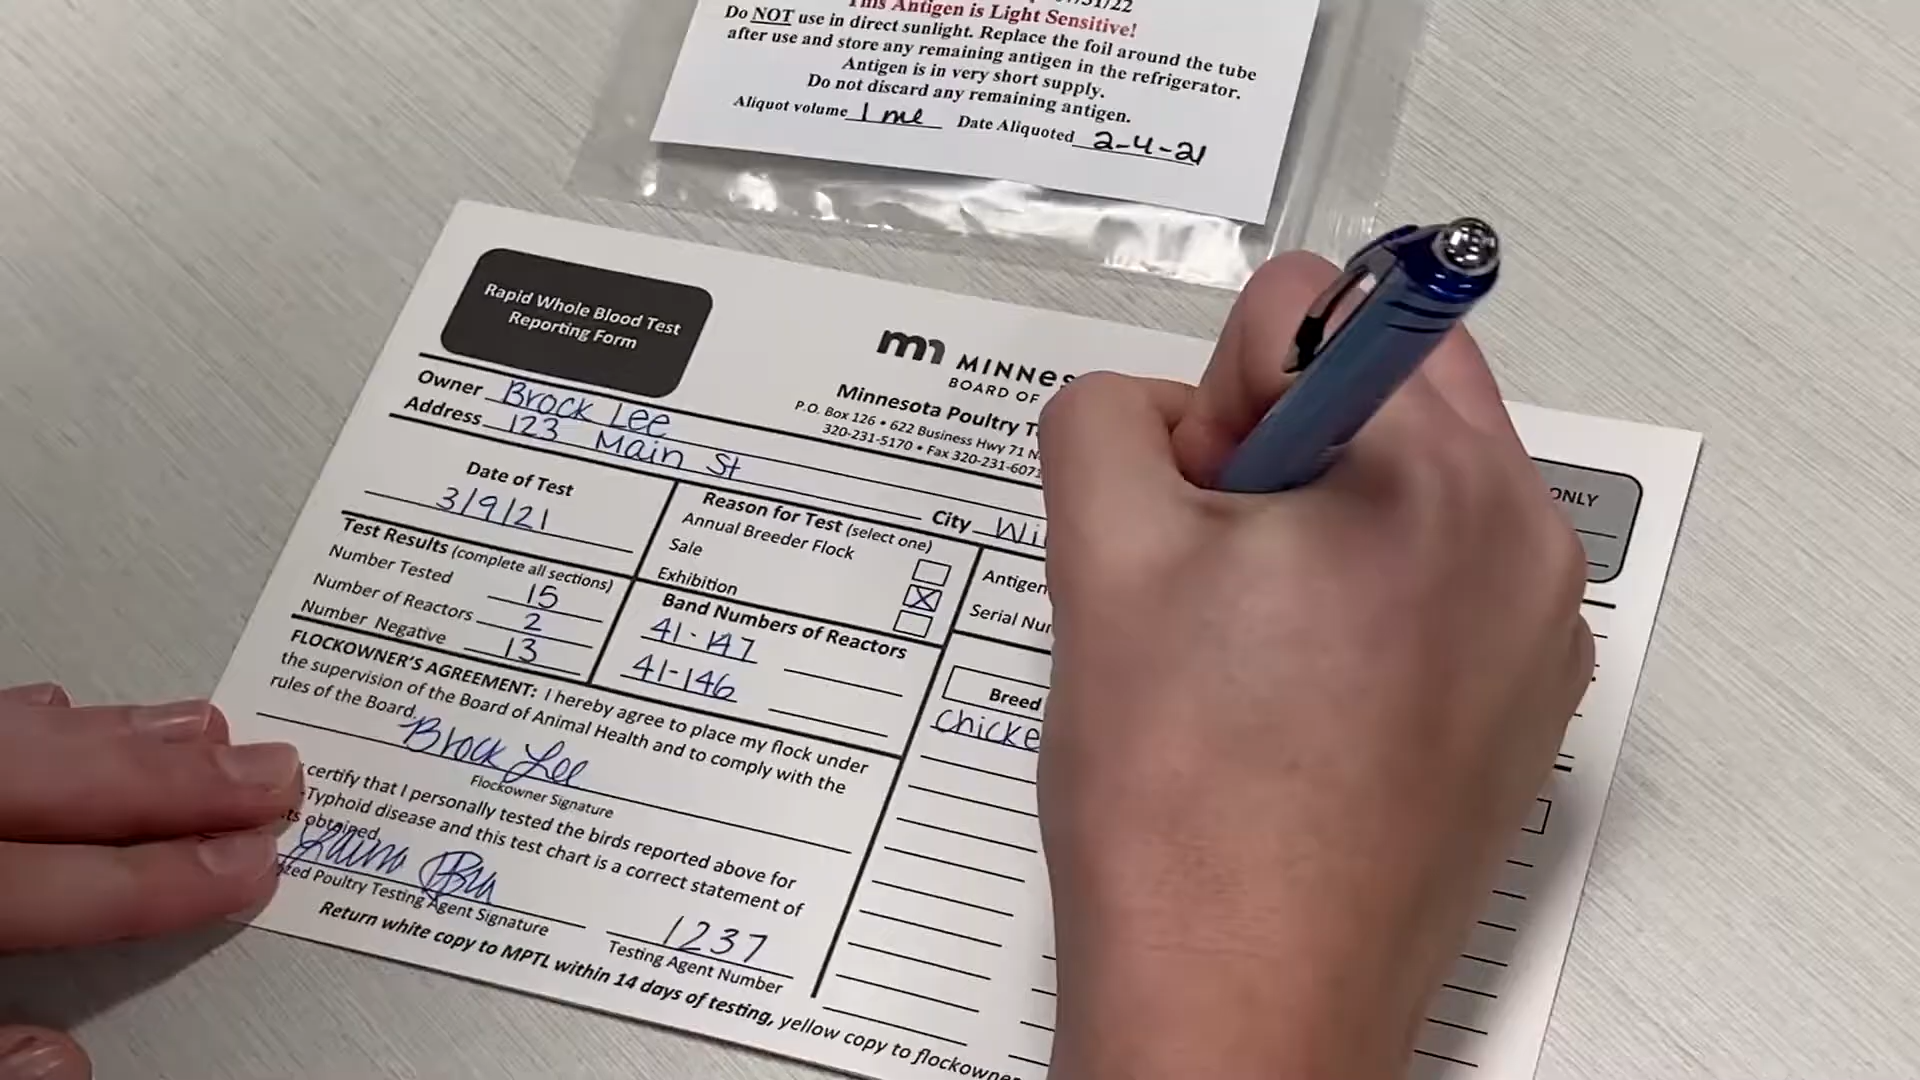 /31/22
This Antigen is Light Sensitive!
Do NOT use in direct sunlight. Replace the foil around the tube
after use and store any remaining antigen in the refrigerator.
Antigen is in very short supply.
Do not discard any remaining antigen.
Aliquot volume 1 ml Date Aliquoted 2-4-21
Rapid Whole Blood Test
Reporting Form
mn MINNES
BOARD OF
Minnesota Poultry T
P.O. Box 126 • 622 Business Hwy 71 N
320-231-5170 • Fax 320-231-6071
ONLY
Owner Brock Lee
Address 123 Main St
City Wil
Date of Test
3/9/21
Test Results (complete all sections)
Number Tested 15
Number of Reactors 2
Number Negative 13
Reason for Test (select one)
Annual Breeder Flock
Sale X
Exhibition
Band Numbers of Reactors
41-147
41-146
Antigen
Serial Nu
Breed
Chicke
FLOCKOWNER'S AGREEMENT: I hereby agree to place my flock under
the supervision of the Board of Animal Health and to comply with the
rules of the Board.
Brock Lee
Flockowner Signature
certify that I personally tested the birds reported above for
-Typhoid disease and this test chart is a correct statement of
ts obtained.
zed Poultry Testing Agent Signature
1237
Testing Agent Number
Return white copy to MPTL within 14 days of testing, yellow copy to flockowne